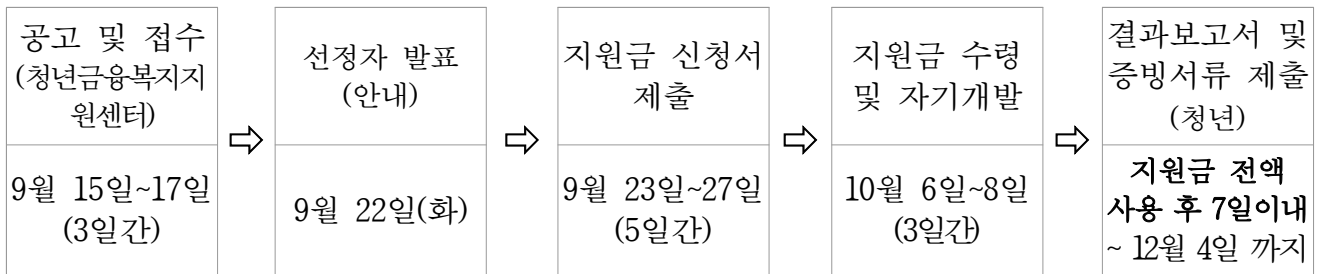 공고 및 접수
(청년금융복지지
원센터)
9월 15일~17일
(3일간)
⇨
선정자 발표
(안내)
9월 22일(화)
⇨
지원금 신청서
제출
9월 23일~27일
(5일간)
⇨
지원금 수령
및 자기개발
10월 6일~8일
(3일간)
⇨
결과보고서 및
증빙서류 제출
(청년)
지원금 전액
사용 후 7일이내
~ 12월 4일 까지